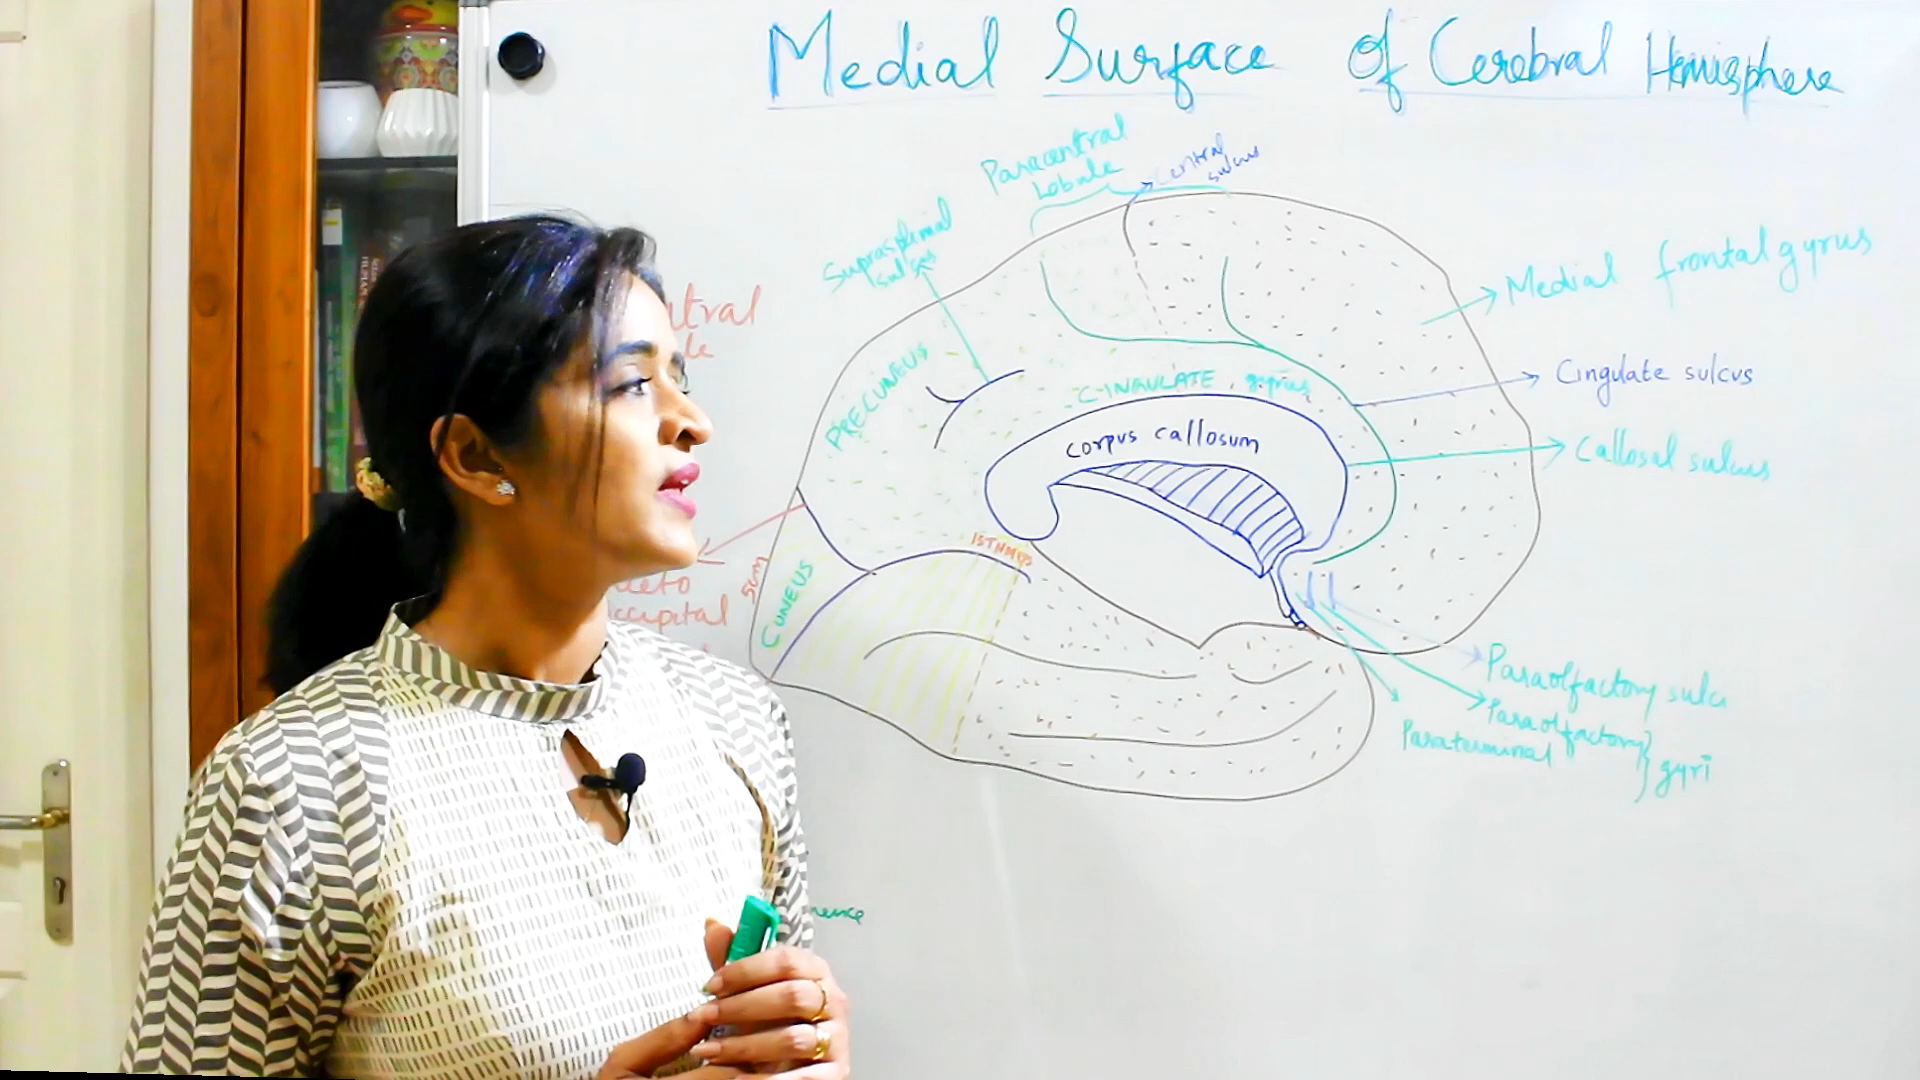 Medial Surface Of Cerebral Hemisphere
Paracentral
Lobule
Central
sulcus
Suprasplenial
sulcus
Medial frontal gyrus
PRECUNEUS
CINGULATE gyrus
Cingulate sulcus
corpus callosum
Callosal sulcus
ISTHMUS
5cm
CUNEUS
Paraolfactory sulci
Paraolfactory
Paraterminal
gyri